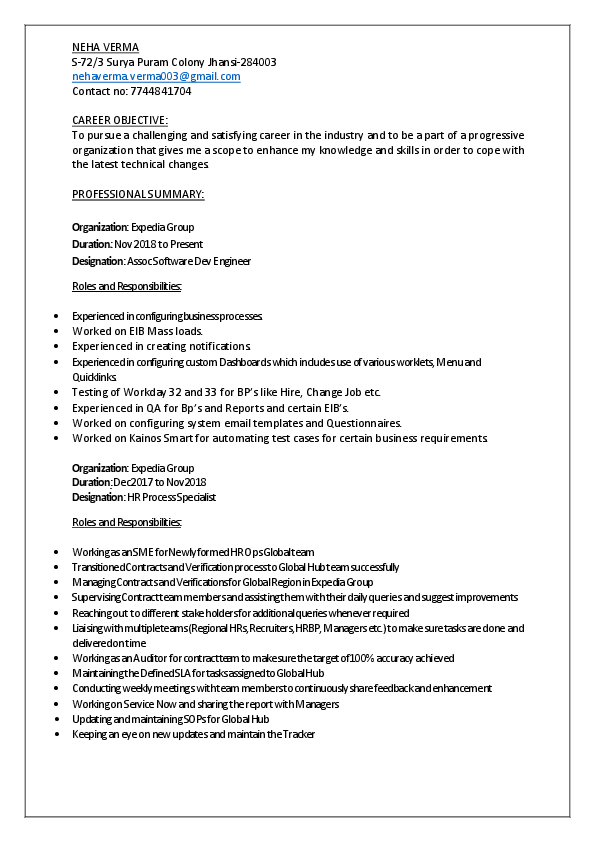 NEHA VERMA
S-72/3 Surya Puram Colony Jhansi-284003
nehaverma.verma003@gmail.com
Contact no: 7744841704
CAREER OBJECTIVE:
To pursue a challenging and satisfying career in the industry and to be a part of a progressive
organization that gives me a scope to enhance my knowledge and skills in order to cope with
the latest technical changes.
PROFESSIONAL SUMMARY:
Organization: Expedia Group
Duration: Nov 2018 to Present
Designation: Assoc Software Dev Engineer
Roles and Responsibilities:
• Experienced in configuring business processes.
• Worked on EIB Mass loads.
• Experienced in creating notifications.
• Experienced in configuring custom Dashboards which includes use of various worklets, Menu and
Quicklinks.
• Testing of Workday 32 and 33 for BP's like Hire, Change Job etc.
• Experienced in QA for Bp's and Reports and certain EIB's.
• Worked on configuring system email templates and Questionnaires.
• Worked on Kainos Smart for automating test cases for certain business requirements.
Organization: Expedia Group
Duration: Dec2017 to Nov2018
Designation: HR Process Specialist
Roles and Responsibilities:
• Working as an SME for Newly formed HR Ops Global team
• Transitioned Contracts and Verification process to Global Hub team successfully
• Managing Contracts and Verifications for Global Region in Expedia Group
• Supervising Contract team members and assisting them with their daily queries and suggest improvements
• Reaching out to different stake holders for additional queries whenever required
• Liaising with multiple teams (Regional HRs, Recruiters, HRBP, Managers etc.) to make sure tasks are done and
delivered on time
• Working as an Auditor for contract team to make sure the target of 100% accuracy achieved
• Maintaining the Defined SLA for tasks assigned to Global Hub
• Conducting weekly meetings with team members to continuously share feedback and enhancement
• Working on Service Now and sharing the report with Managers
• Updating and maintaining SOPs for Global Hub
• Keeping an eye on new updates and maintain the Tracker